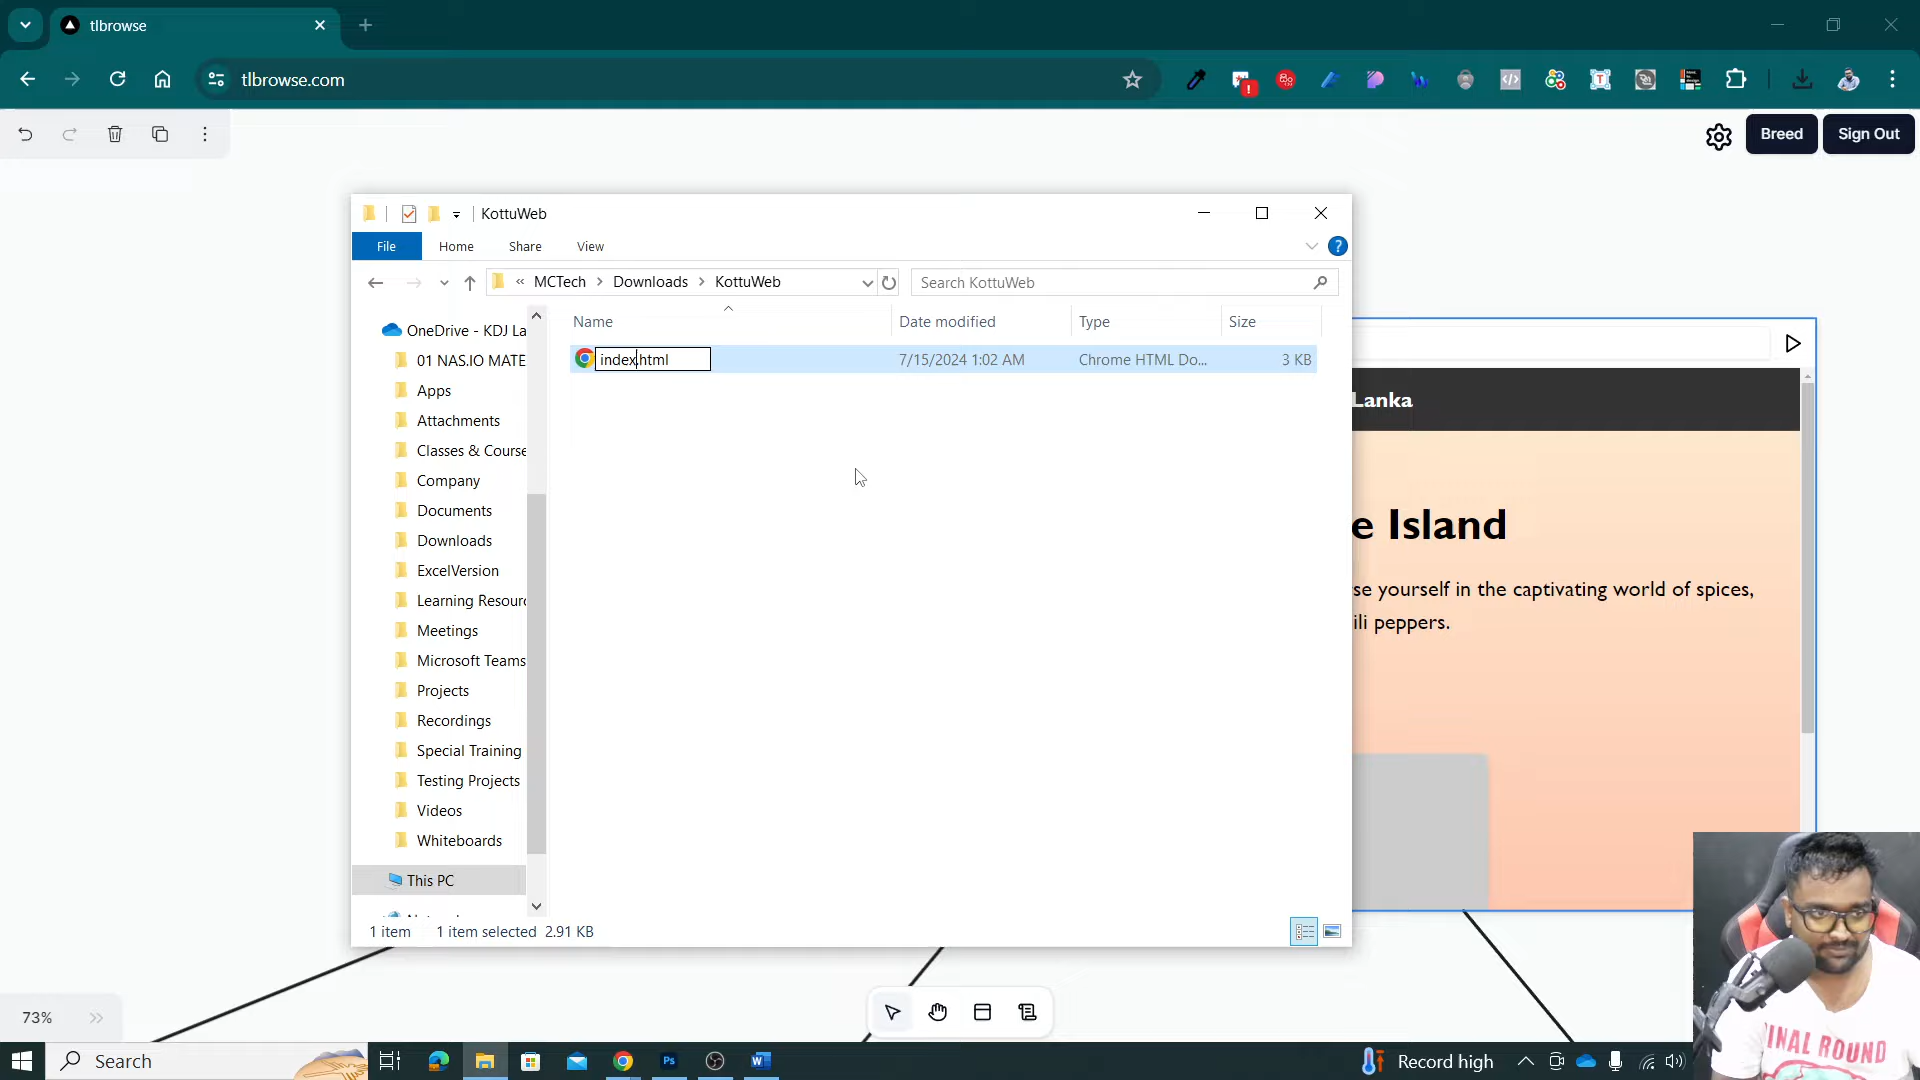 tlbrowse
tlbrowse.com
Breed
Sign Out
KottuWeb
File
Home
Share
View
« MCTech > Downloads > KottuWeb
Search KottuWeb
Name
Date modified
Type
Size
index.html
7/15/2024 1:02 AM
Chrome HTML Do...
3 KB
OneDrive - KDJ La
01 NAS.IO MATE
Apps
Attachments
Classes & Course
Company
Documents
Downloads
ExcelVersion
Learning Resour
Meetings
Microsoft Teams
Projects
Recordings
Special Training
Testing Projects
Videos
Whiteboards
This PC
1 item
1 item selected 2.91 KB
Lanka
e Island
se yourself in the captivating world of spices,
ili peppers.
73%
Search
Record high
INAL ROUND